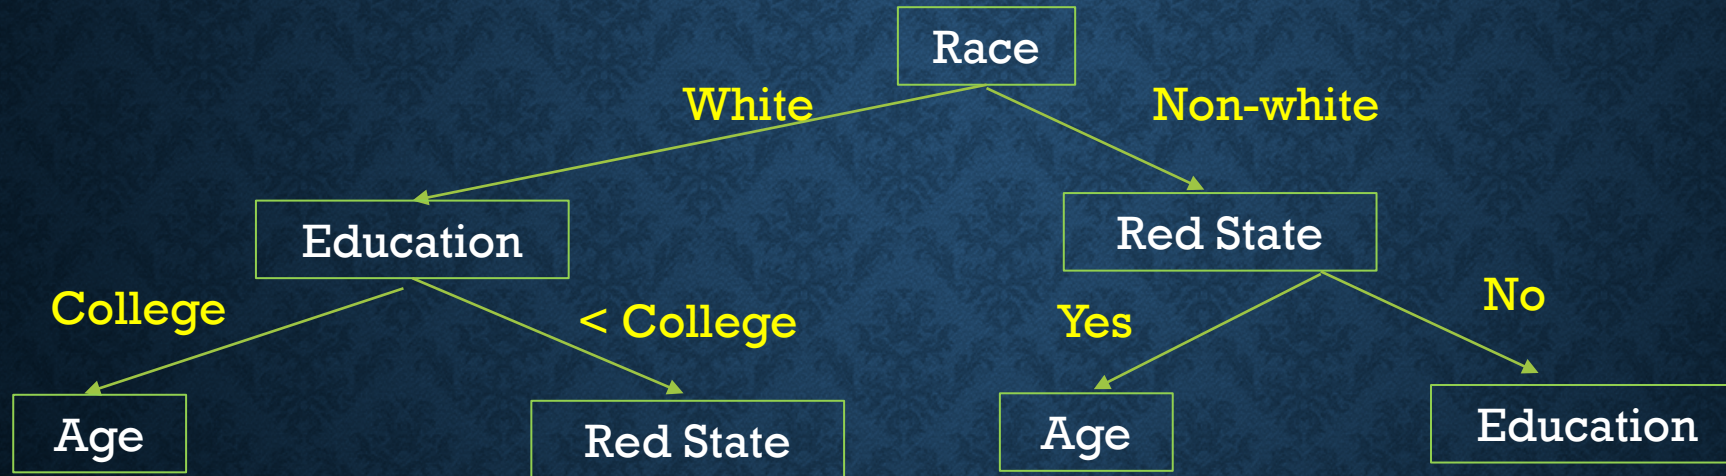 Race
White
Non-white
Education
Red State
College
< College
Yes
No
Age
Red State
Age
Education